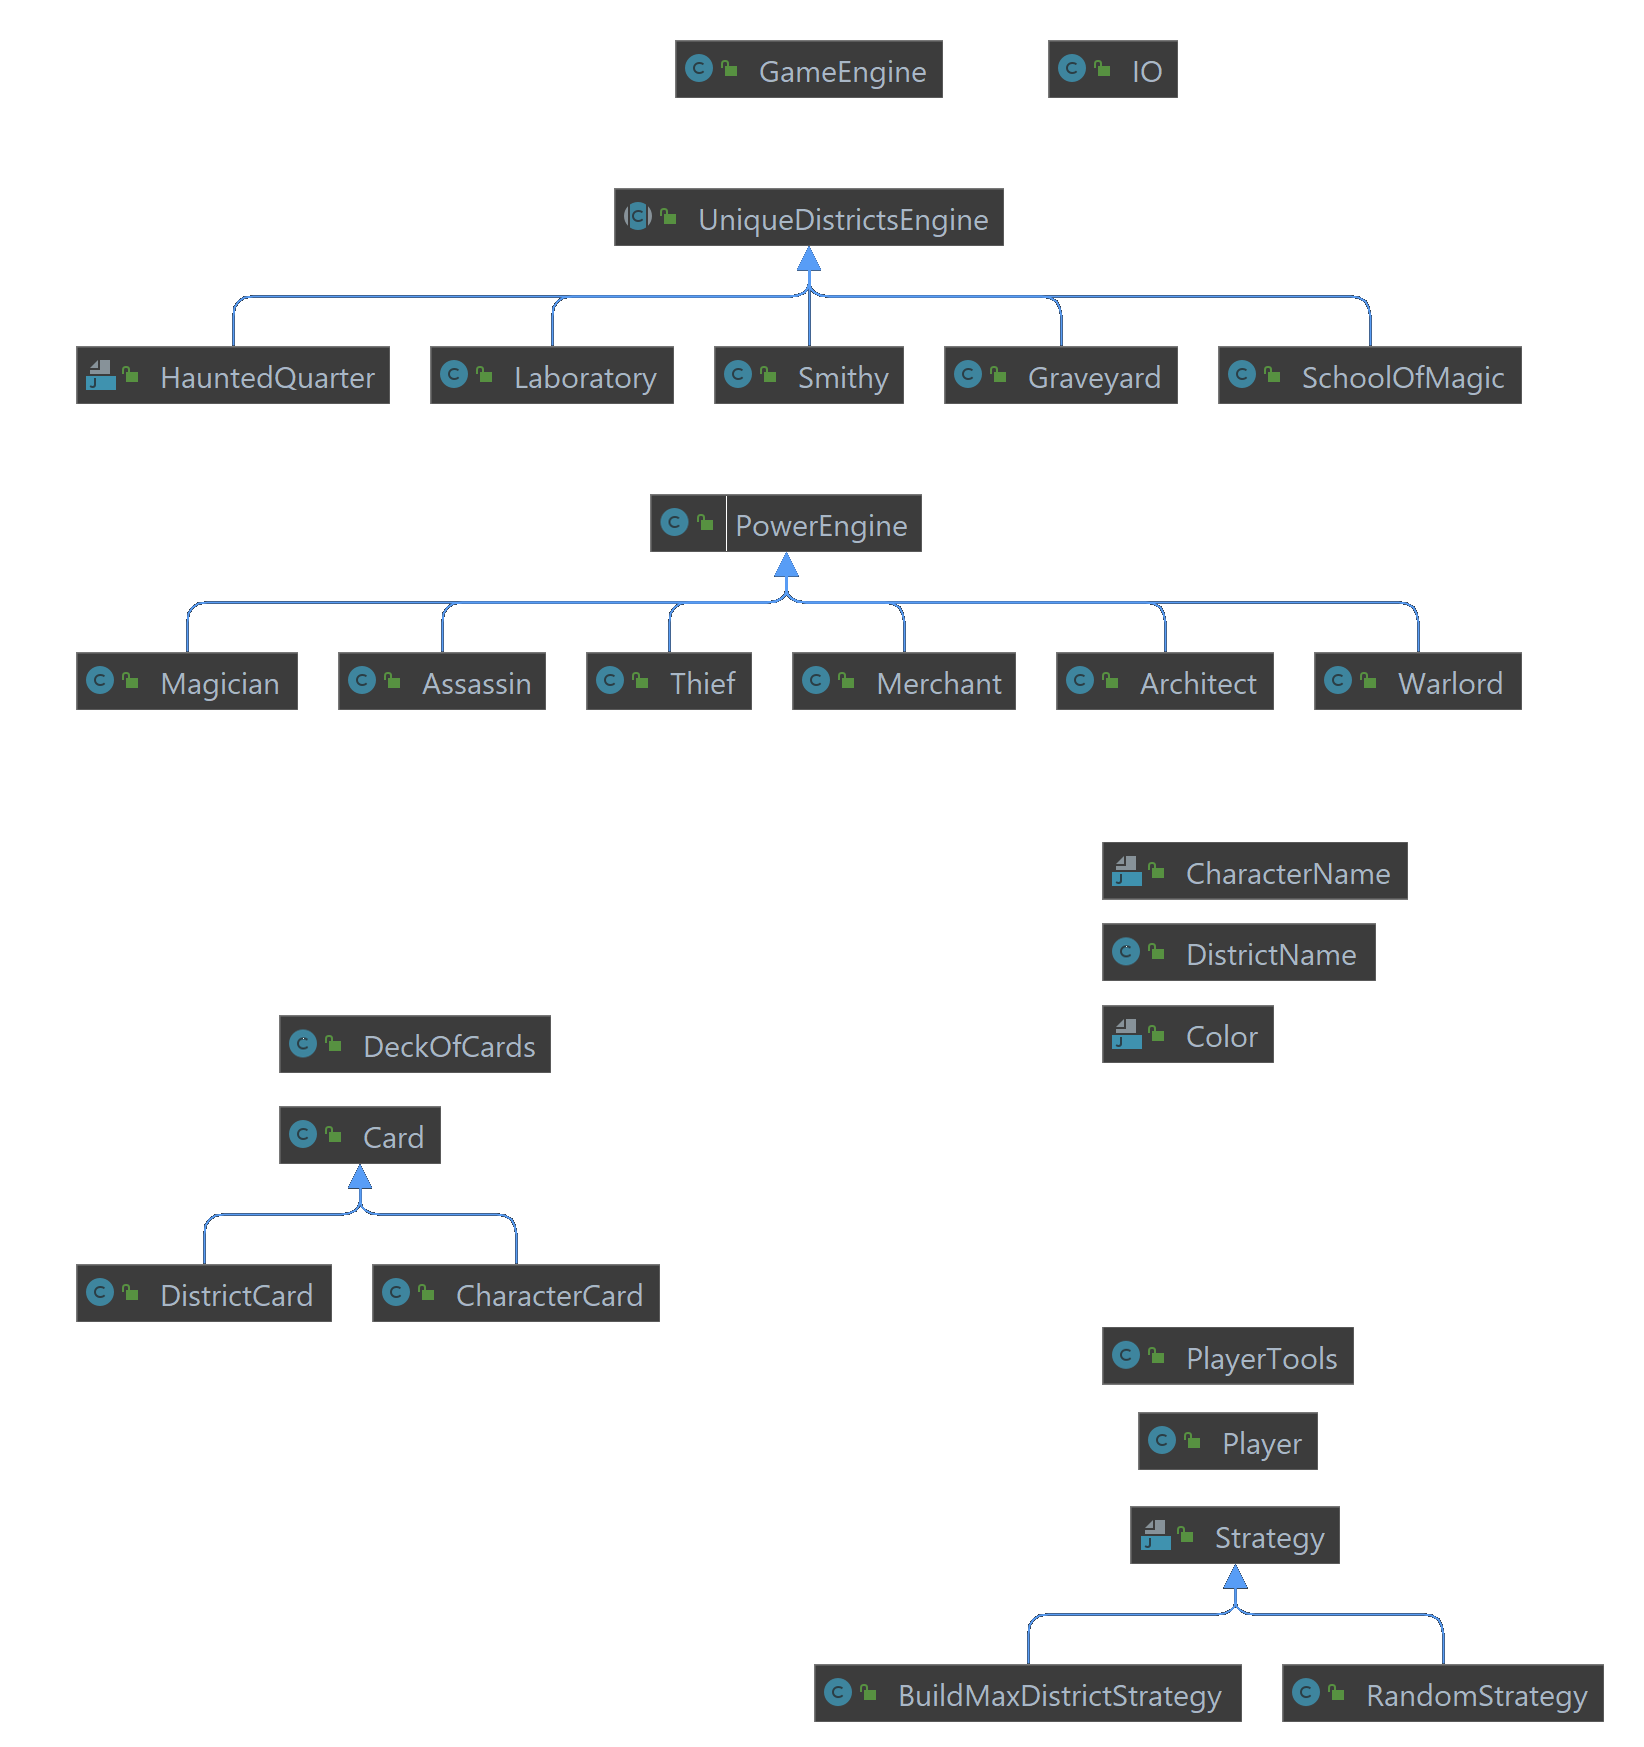 GameEngine
IO
UniqueDistrictsEngine
HauntedQuarter
Laboratory
Smithy
Graveyard
SchoolOfMagic
PowerEngine
Magician
Assassin
Thief
Merchant
Architect
Warlord
CharacterName
DistrictName
Color
DeckOfCards
Card
DistrictCard
CharacterCard
PlayerTools
Player
Strategy
BuildMaxDistrictStrategy
RandomStrategy